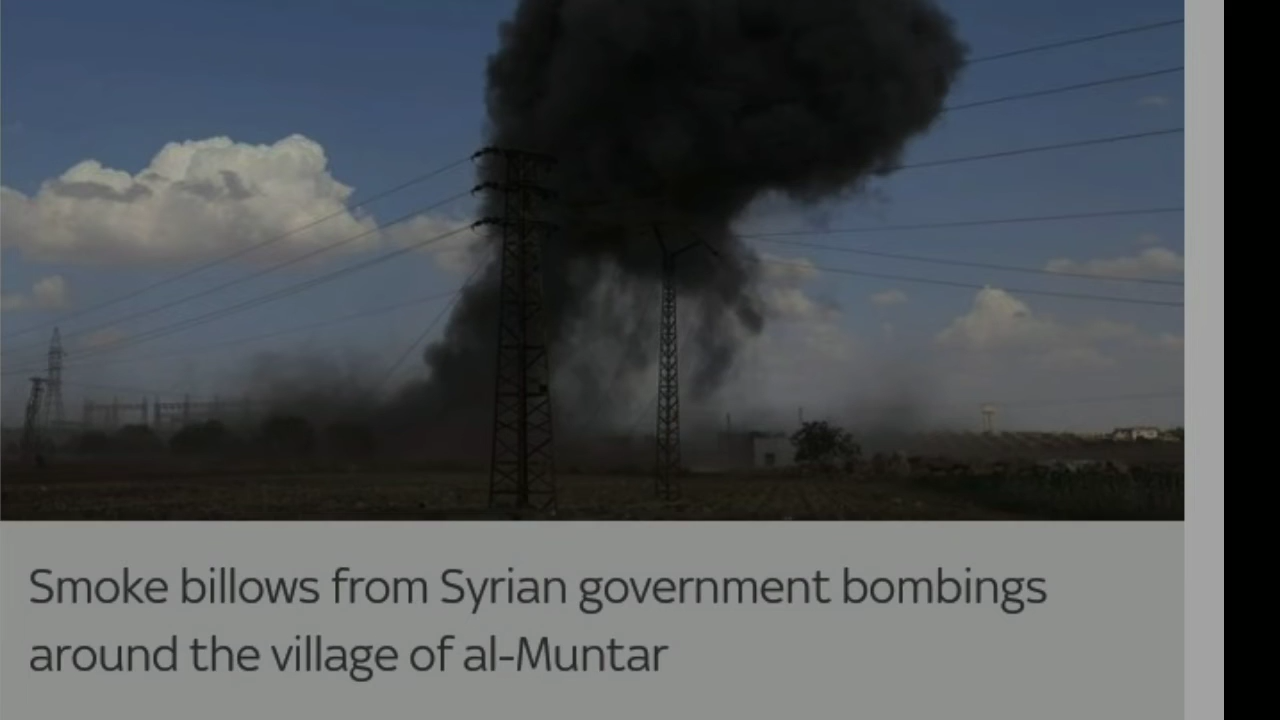 Smoke billows from Syrian government bombings
around the village of al-Muntar